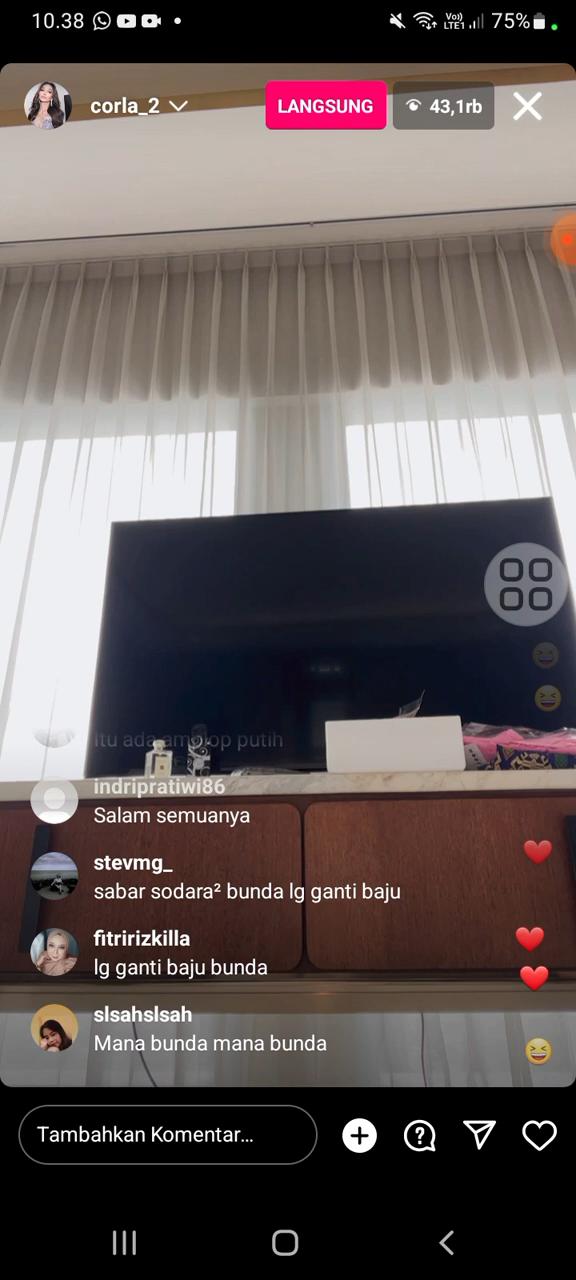 10.38
Vo))
LTE1
75%
corla_2
LANGSUNG
43,1rb
itu ada amplop putih
indripratiwi86
Salam semuanya
stevmg_
sabar sodara² bunda lg ganti baju
fitririzkilla
lg ganti baju bunda
slsahslsah
Mana bunda mana bunda
Tambahkan Komentar...